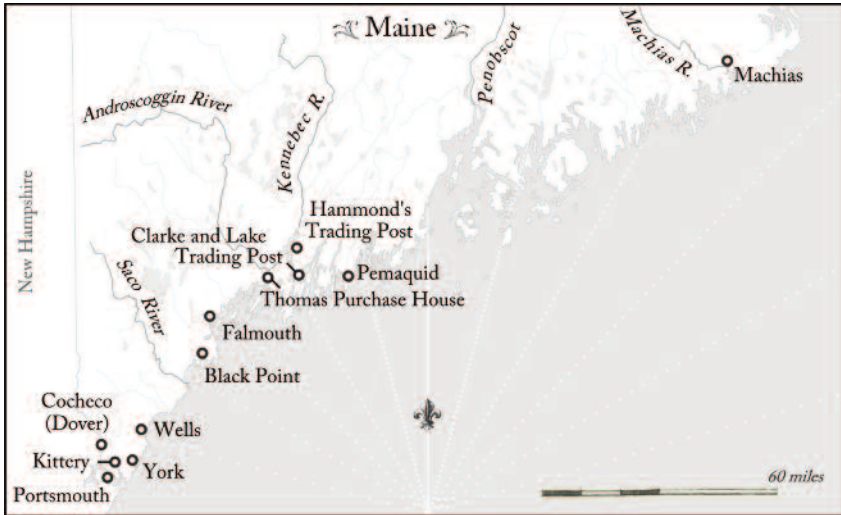 Maine
Machias R.
Machias
Penobscot
Androscoggin River
Kennebec R.
New Hampshire
Hammond's
Trading Post
Clarke and Lake
Trading Post
Pemaquid
Thomas Purchase House
Saco River
Falmouth
Black Point
Cocheco
(Dover)
Wells
Kittery
York
Portsmouth
60 miles